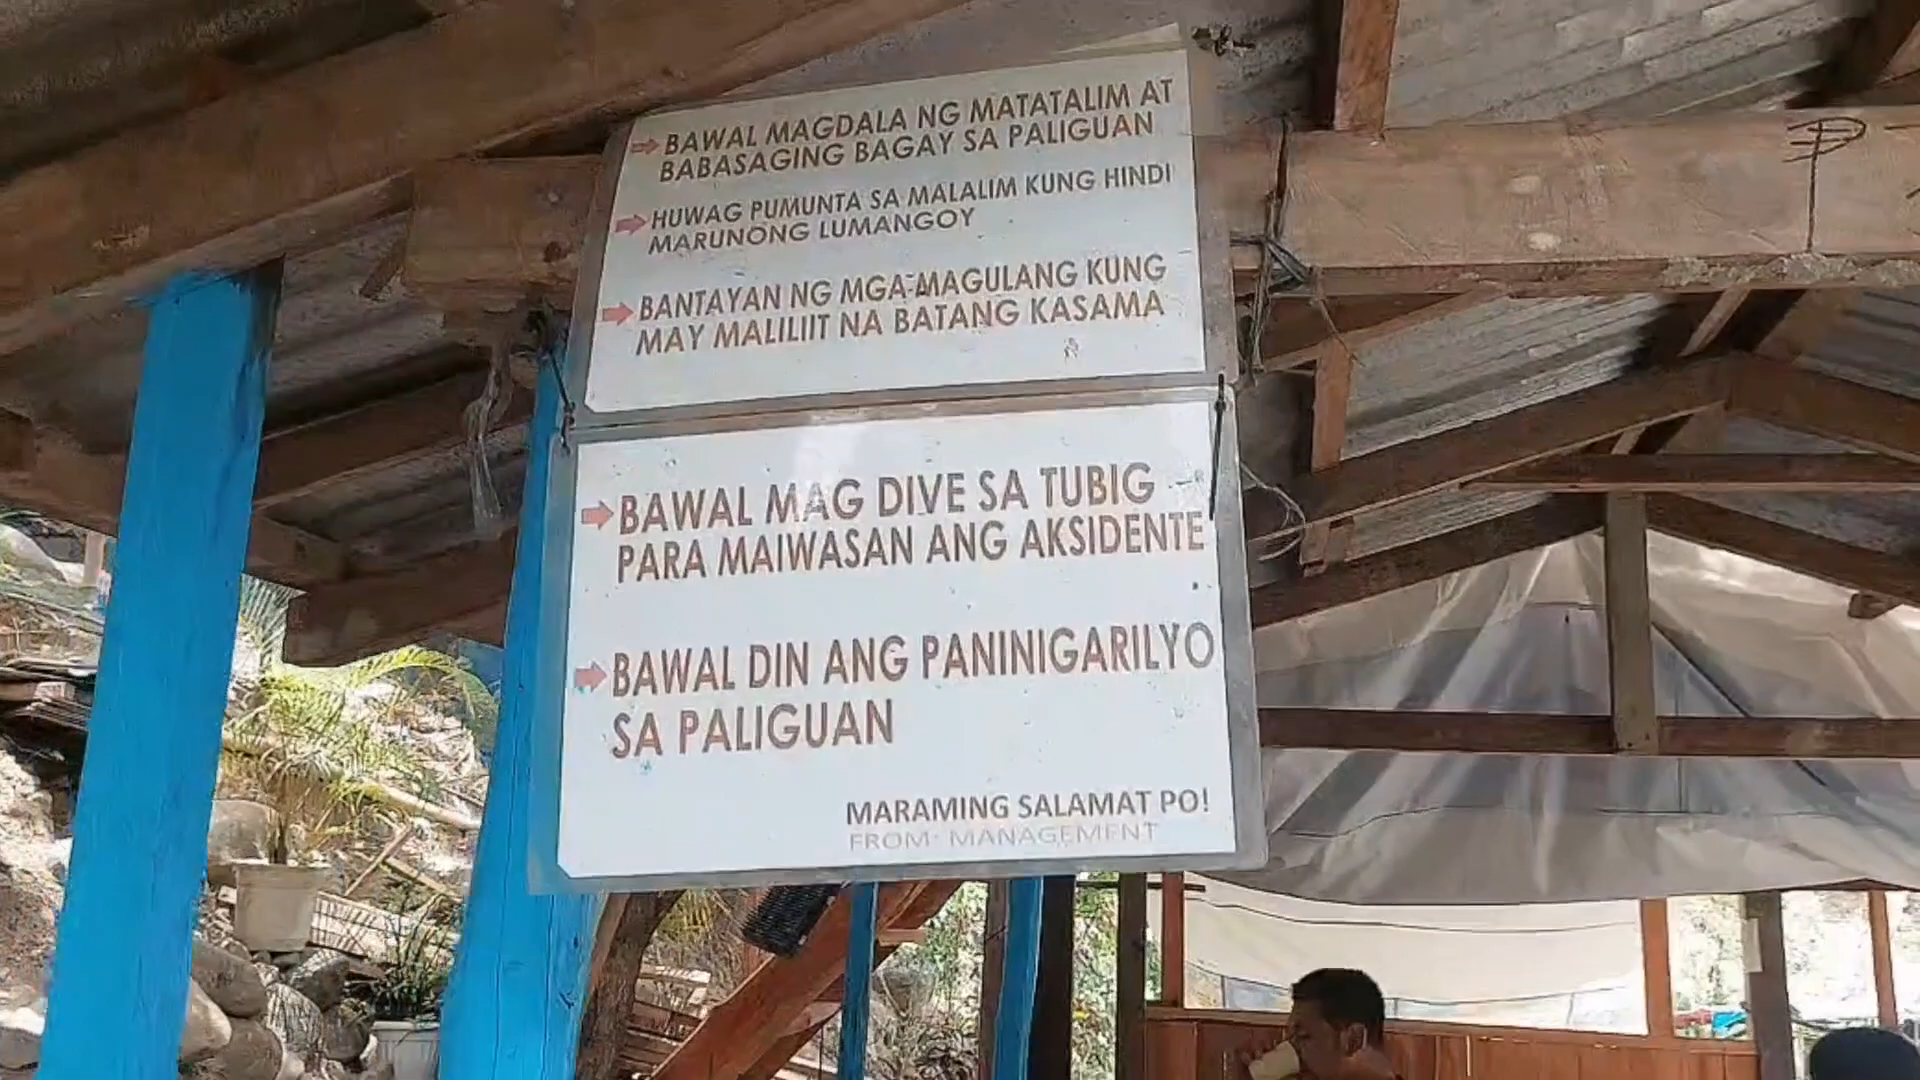 BAWAL MAGDALA NG MATATALIM AT
BABASAGING BAGAY SA PALIGUAN
HUWAG PUMUNTA SA MALALIM KUNG HINDI
MARUNONG LUMANGOY
BANTAYAN NG MGA MAGULANG KUNG
MAY MALILIIT NA BATANG KASAMA
BAWAL MAG DIVE SA TUBIG
PARA MAIWASAN ANG AKSIDENTE
BAWAL DIN ANG PANINIGARILYO
SA PALIGUAN
MARAMING SALAMAT PO!
FROM: MANAGEMENT